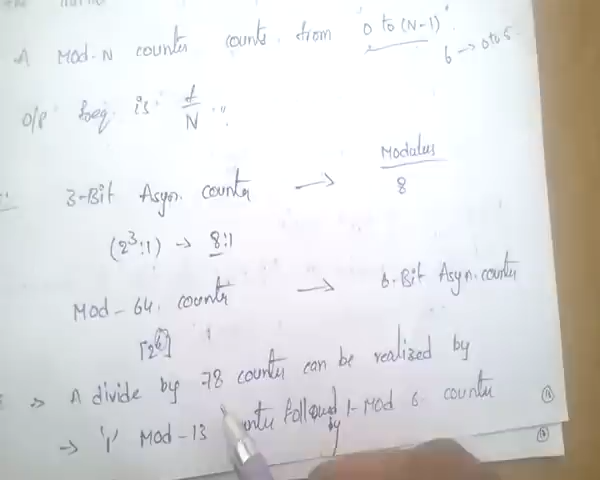 A Mod-N counter counts from "0 to (N-1)".
6 → 0 to 5
O/P freq. is f/N
Modulus
3-Bit Asyn. counter → 8
(2³:1) → 8:1
Mod-64 counter → 6-Bit Asyn. counter
[2⁶]
⇒ A divide by 78 counter can be realized by
→ '1' Mod-13 followed by 1-Mod 6 counter